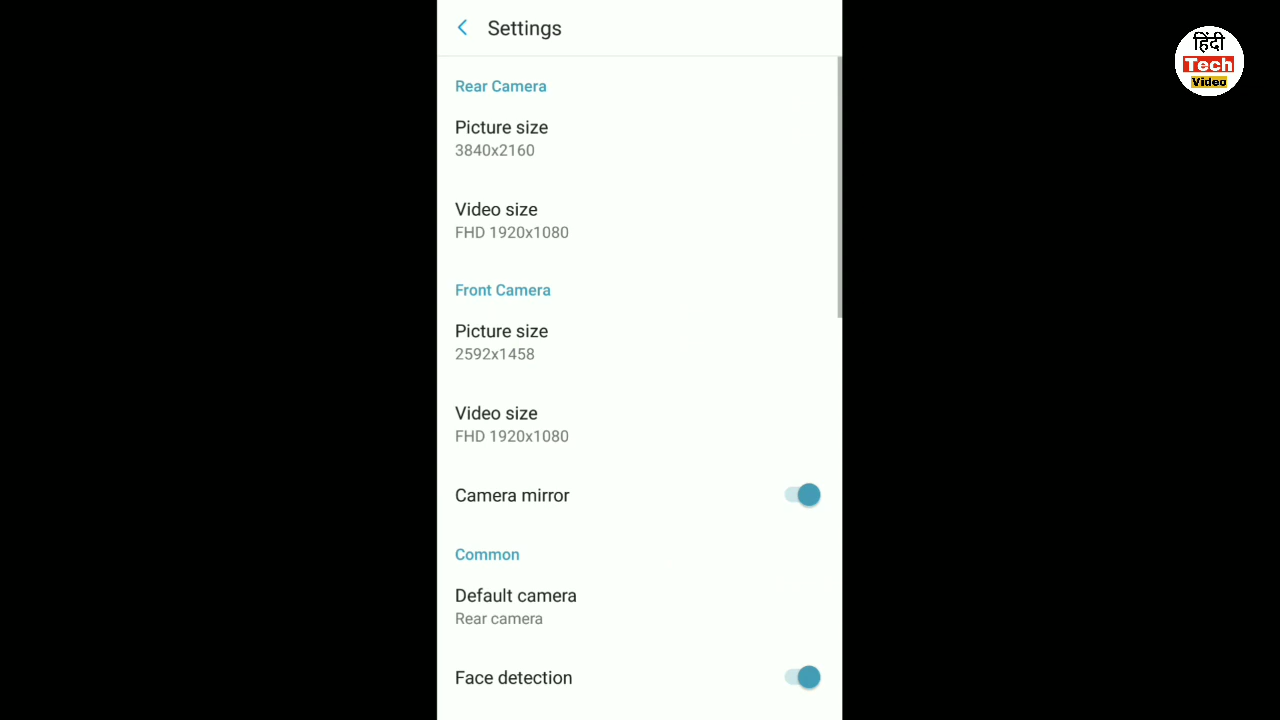 Settings
Rear Camera
Picture size
3840x2160
Video size
FHD 1920x1080
Front Camera
Picture size
2592x1458
Video size
FHD 1920x1080
Camera mirror
Common
Default camera
Rear camera
Face detection
हिंदी
Tech
Video